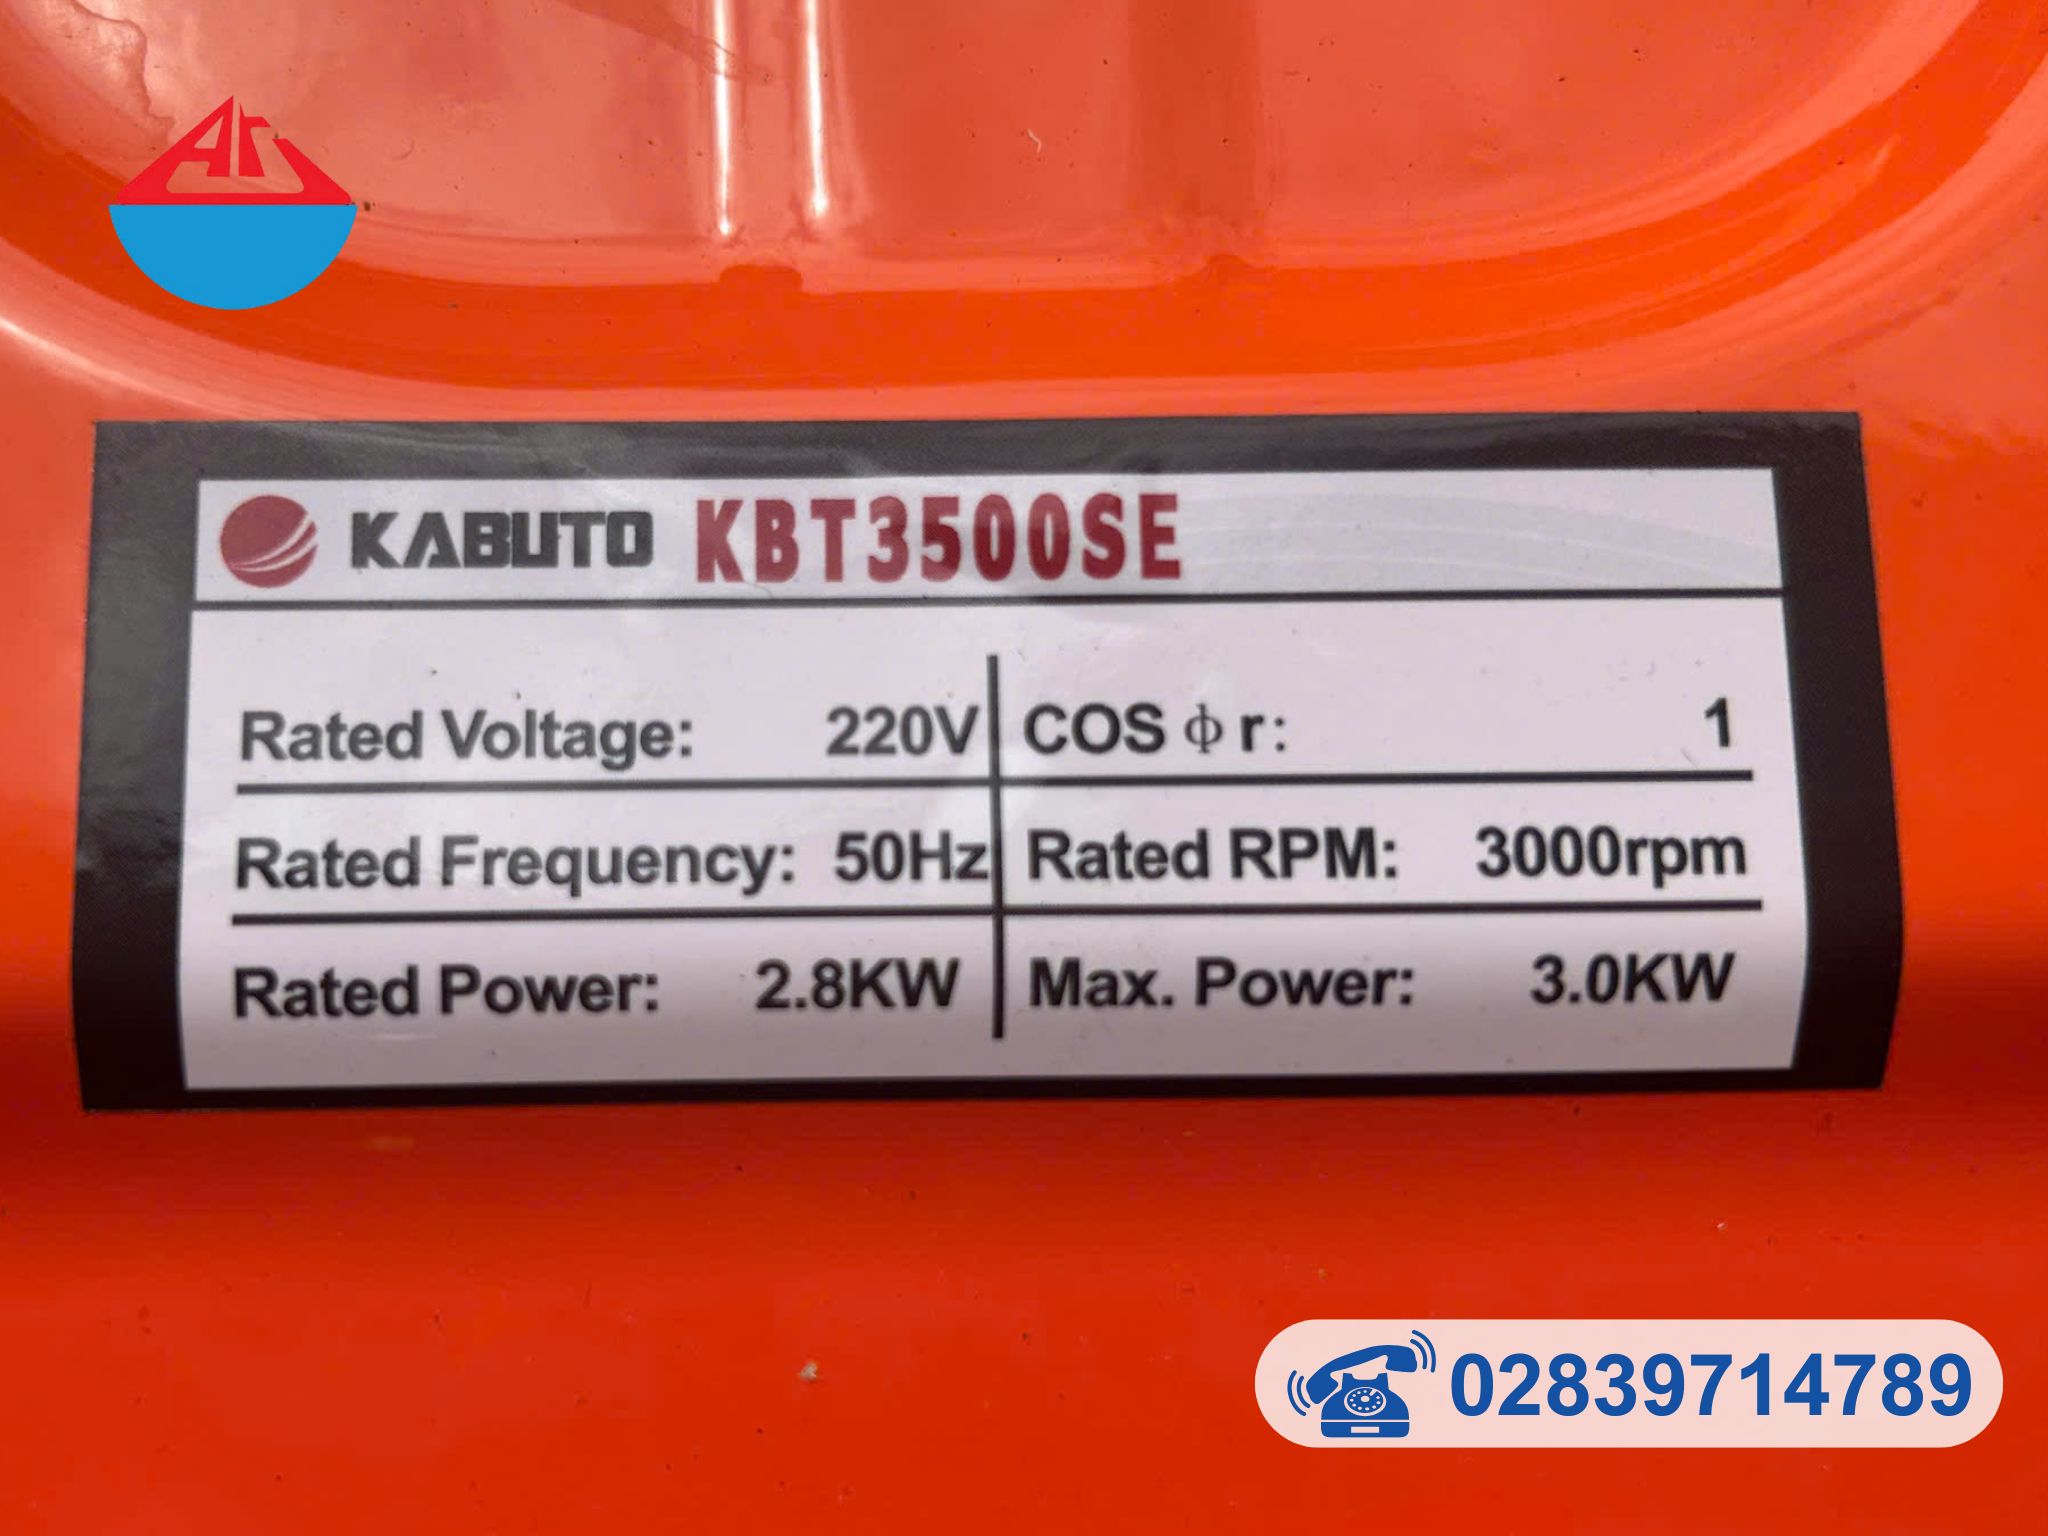 Ar
KABUTO KBT3500SE
Rated Voltage: 220V COS ϕ r: 1
Rated Frequency: 50Hz Rated RPM: 3000rpm
Rated Power: 2.8KW Max. Power: 3.0KW
02839714789